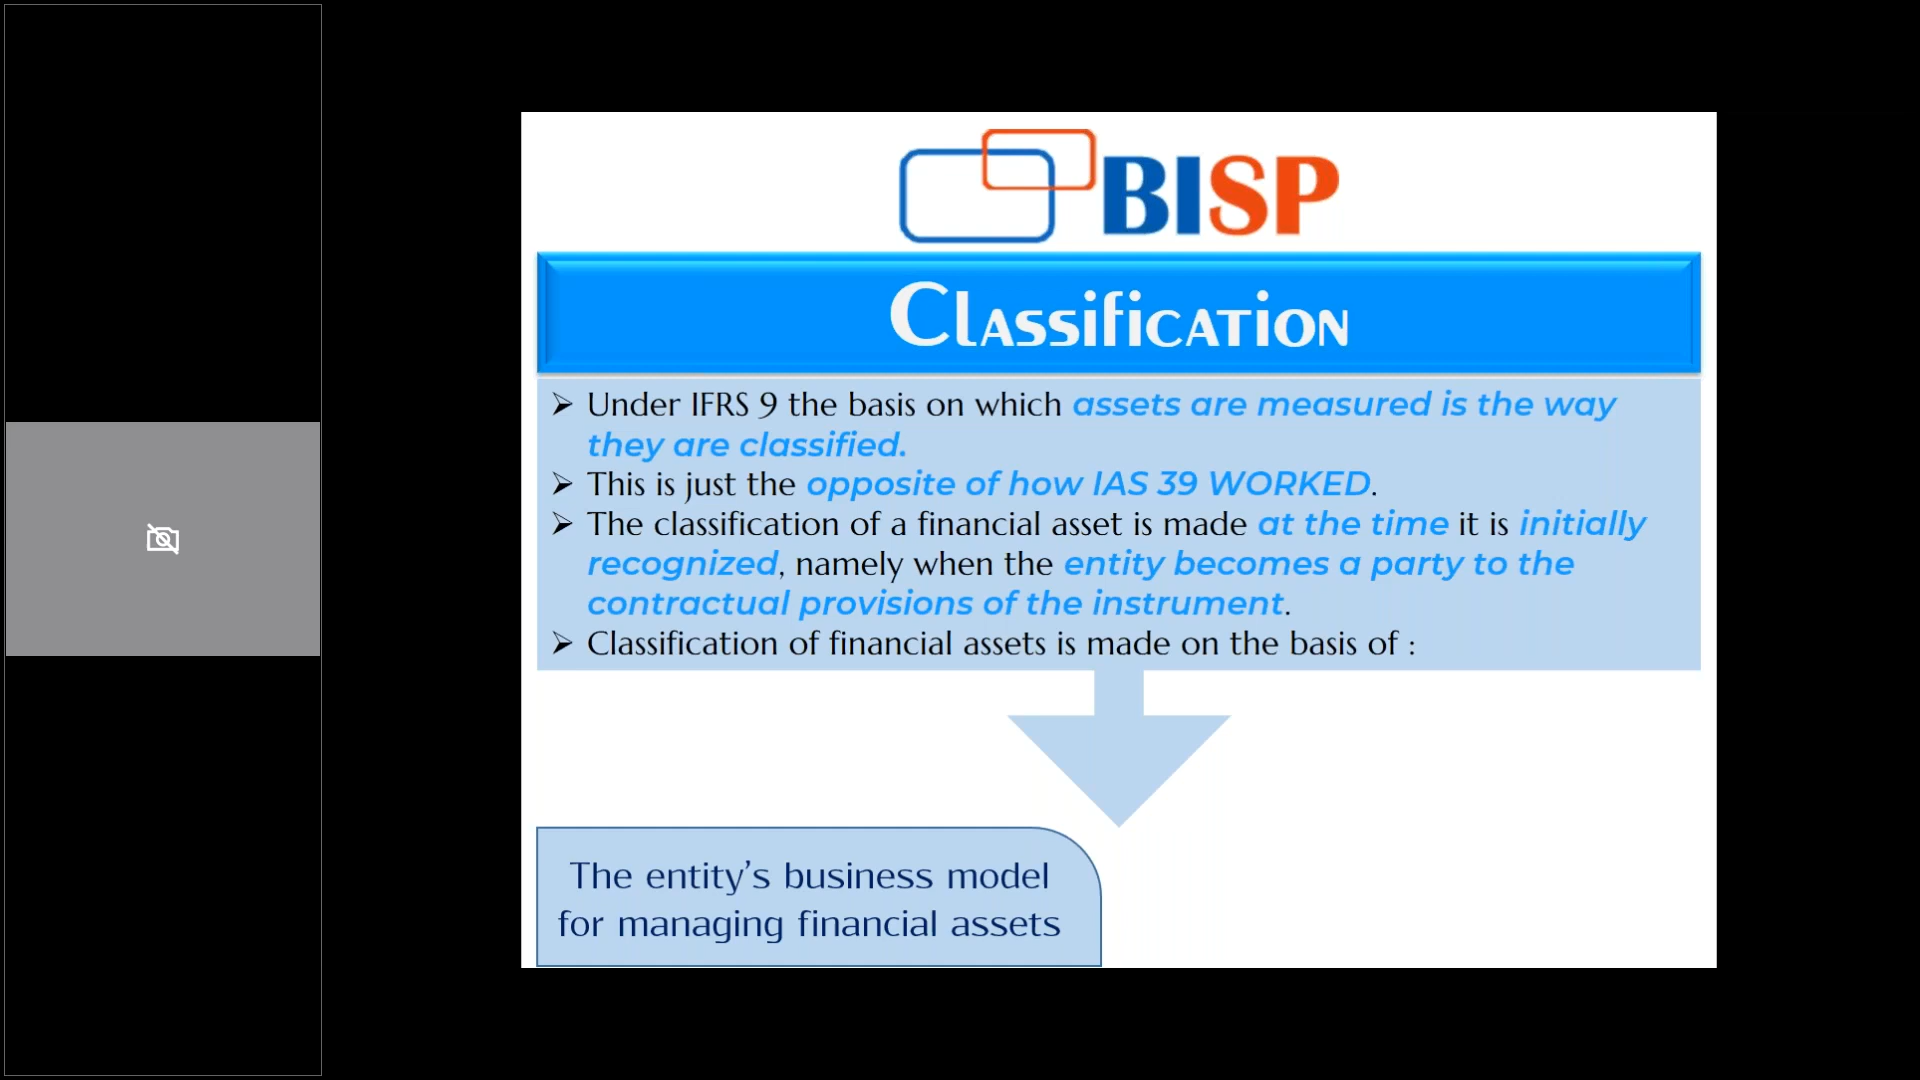 BISP
Classification
➢ Under IFRS 9 the basis on which assets are measured is the way
they are classified.
➢ This is just the opposite of how IAS 39 WORKED.
➢ The classification of a financial asset is made at the time it is initially
recognized, namely when the entity becomes a party to the
contractual provisions of the instrument.
➢ Classification of financial assets is made on the basis of :
The entity’s business model
for managing financial assets